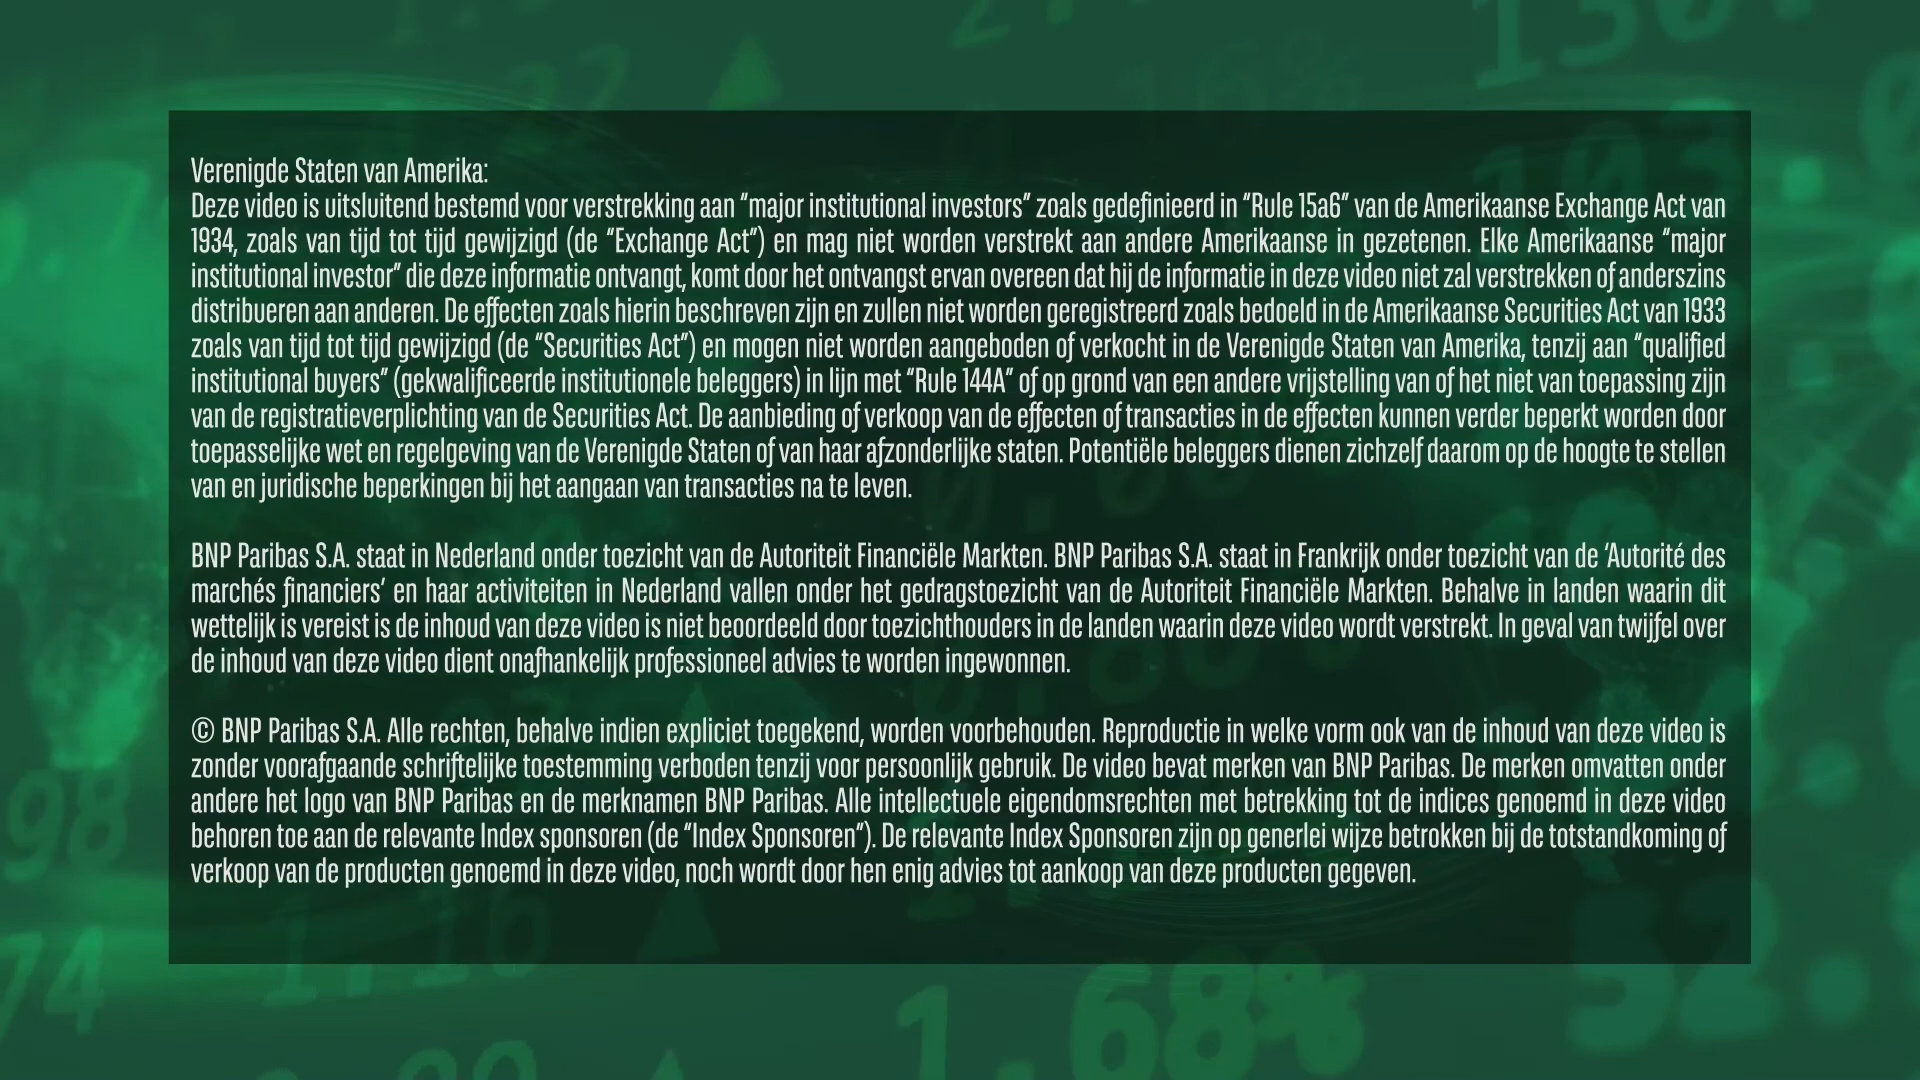 Verenigde Staten van Amerika:
Deze video is uitsluitend bestemd voor verstrekking aan “major institutional investors” zoals gedefinieerd in “Rule 15a6” van de Amerikaanse Exchange Act van
1934, zoals van tijd tot tijd gewijzigd (de “Exchange Act”) en mag niet worden verstrekt aan andere Amerikaanse in gezetenen. Elke Amerikaanse “major
institutional investor” die deze informatie ontvangt, komt door het ontvangst ervan overeen dat hij de informatie in deze video niet zal verstrekken of anderszins
distribueren aan anderen. De effecten zoals hierin beschreven zijn en zullen niet worden geregistreerd zoals bedoeld in de Amerikaanse Securities Act van 1933
zoals van tijd tot tijd gewijzigd (de “Securities Act”) en mogen niet worden aangeboden of verkocht in de Verenigde Staten van Amerika, tenzij aan “qualified
institutional buyers” (gekwalificeerde institutionele beleggers) in lijn met “Rule 144A” of op grond van een andere vrijstelling van of het niet van toepassing zijn
van de registratieverplichting van de Securities Act. De aanbieding of verkoop van de effecten of transacties in de effecten kunnen verder beperkt worden door
toepasselijke wet en regelgeving van de Verenigde Staten of van haar afzonderlijke staten. Potentiële beleggers dienen zichzelf daarom op de hoogte te stellen
van en juridische beperkingen bij het aangaan van transacties na te leven.
BNP Paribas S.A. staat in Nederland onder toezicht van de Autoriteit Financiële Markten. BNP Paribas S.A. staat in Frankrijk onder toezicht van de ‘Autorité des
marchés financiers’ en haar activiteiten in Nederland vallen onder het gedragstoezicht van de Autoriteit Financiële Markten. Behalve in landen waarin dit
wettelijk is vereist is de inhoud van deze video is niet beoordeeld door toezichthouders in de landen waarin deze video wordt verstrekt. In geval van twijfel over
de inhoud van deze video dient onafhankelijk professioneel advies te worden ingewonnen.
© BNP Paribas S.A. Alle rechten, behalve indien expliciet toegekend, worden voorbehouden. Reproductie in welke vorm ook van de inhoud van deze video is
zonder voorafgaande schriftelijke toestemming verboden tenzij voor persoonlijk gebruik. De video bevat merken van BNP Paribas. De merken omvatten onder
andere het logo van BNP Paribas en de merknamen BNP Paribas. Alle intellectuele eigendomsrechten met betrekking tot de indices genoemd in deze video
behoren toe aan de relevante Index sponsoren (de “Index Sponsoren”). De relevante Index Sponsoren zijn op generlei wijze betrokken bij de totstandkoming of
verkoop van de producten genoemd in deze video, noch wordt door hen enig advies tot aankoop van deze producten gegeven.
98
74
1.16
1.68%